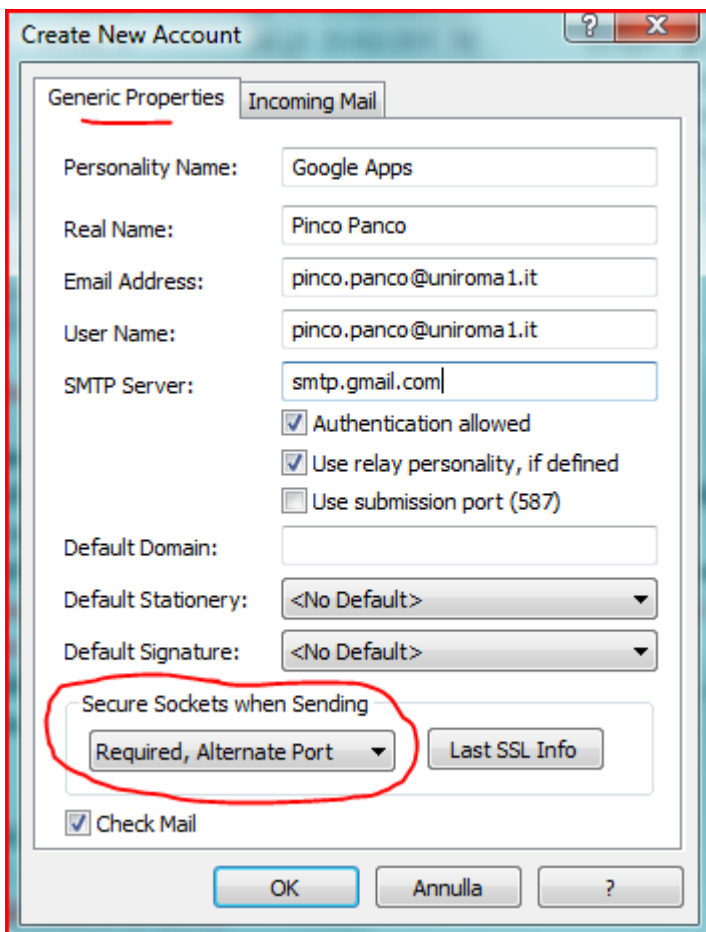 Create New Account
?
X
Generic Properties
Incoming Mail
Personality Name: Google Apps
Real Name: Pinco Panco
Email Address: pinco.panco@uniroma1.it
User Name: pinco.panco@uniroma1.it
SMTP Server: smtp.gmail.com
Authentication allowed
Use relay personality, if defined
Use submission port (587)
Default Domain:
Default Stationery: <No Default>
Default Signature: <No Default>
Secure Sockets when Sending
Required, Alternate Port Last SSL Info
Check Mail
OK Annulla ?